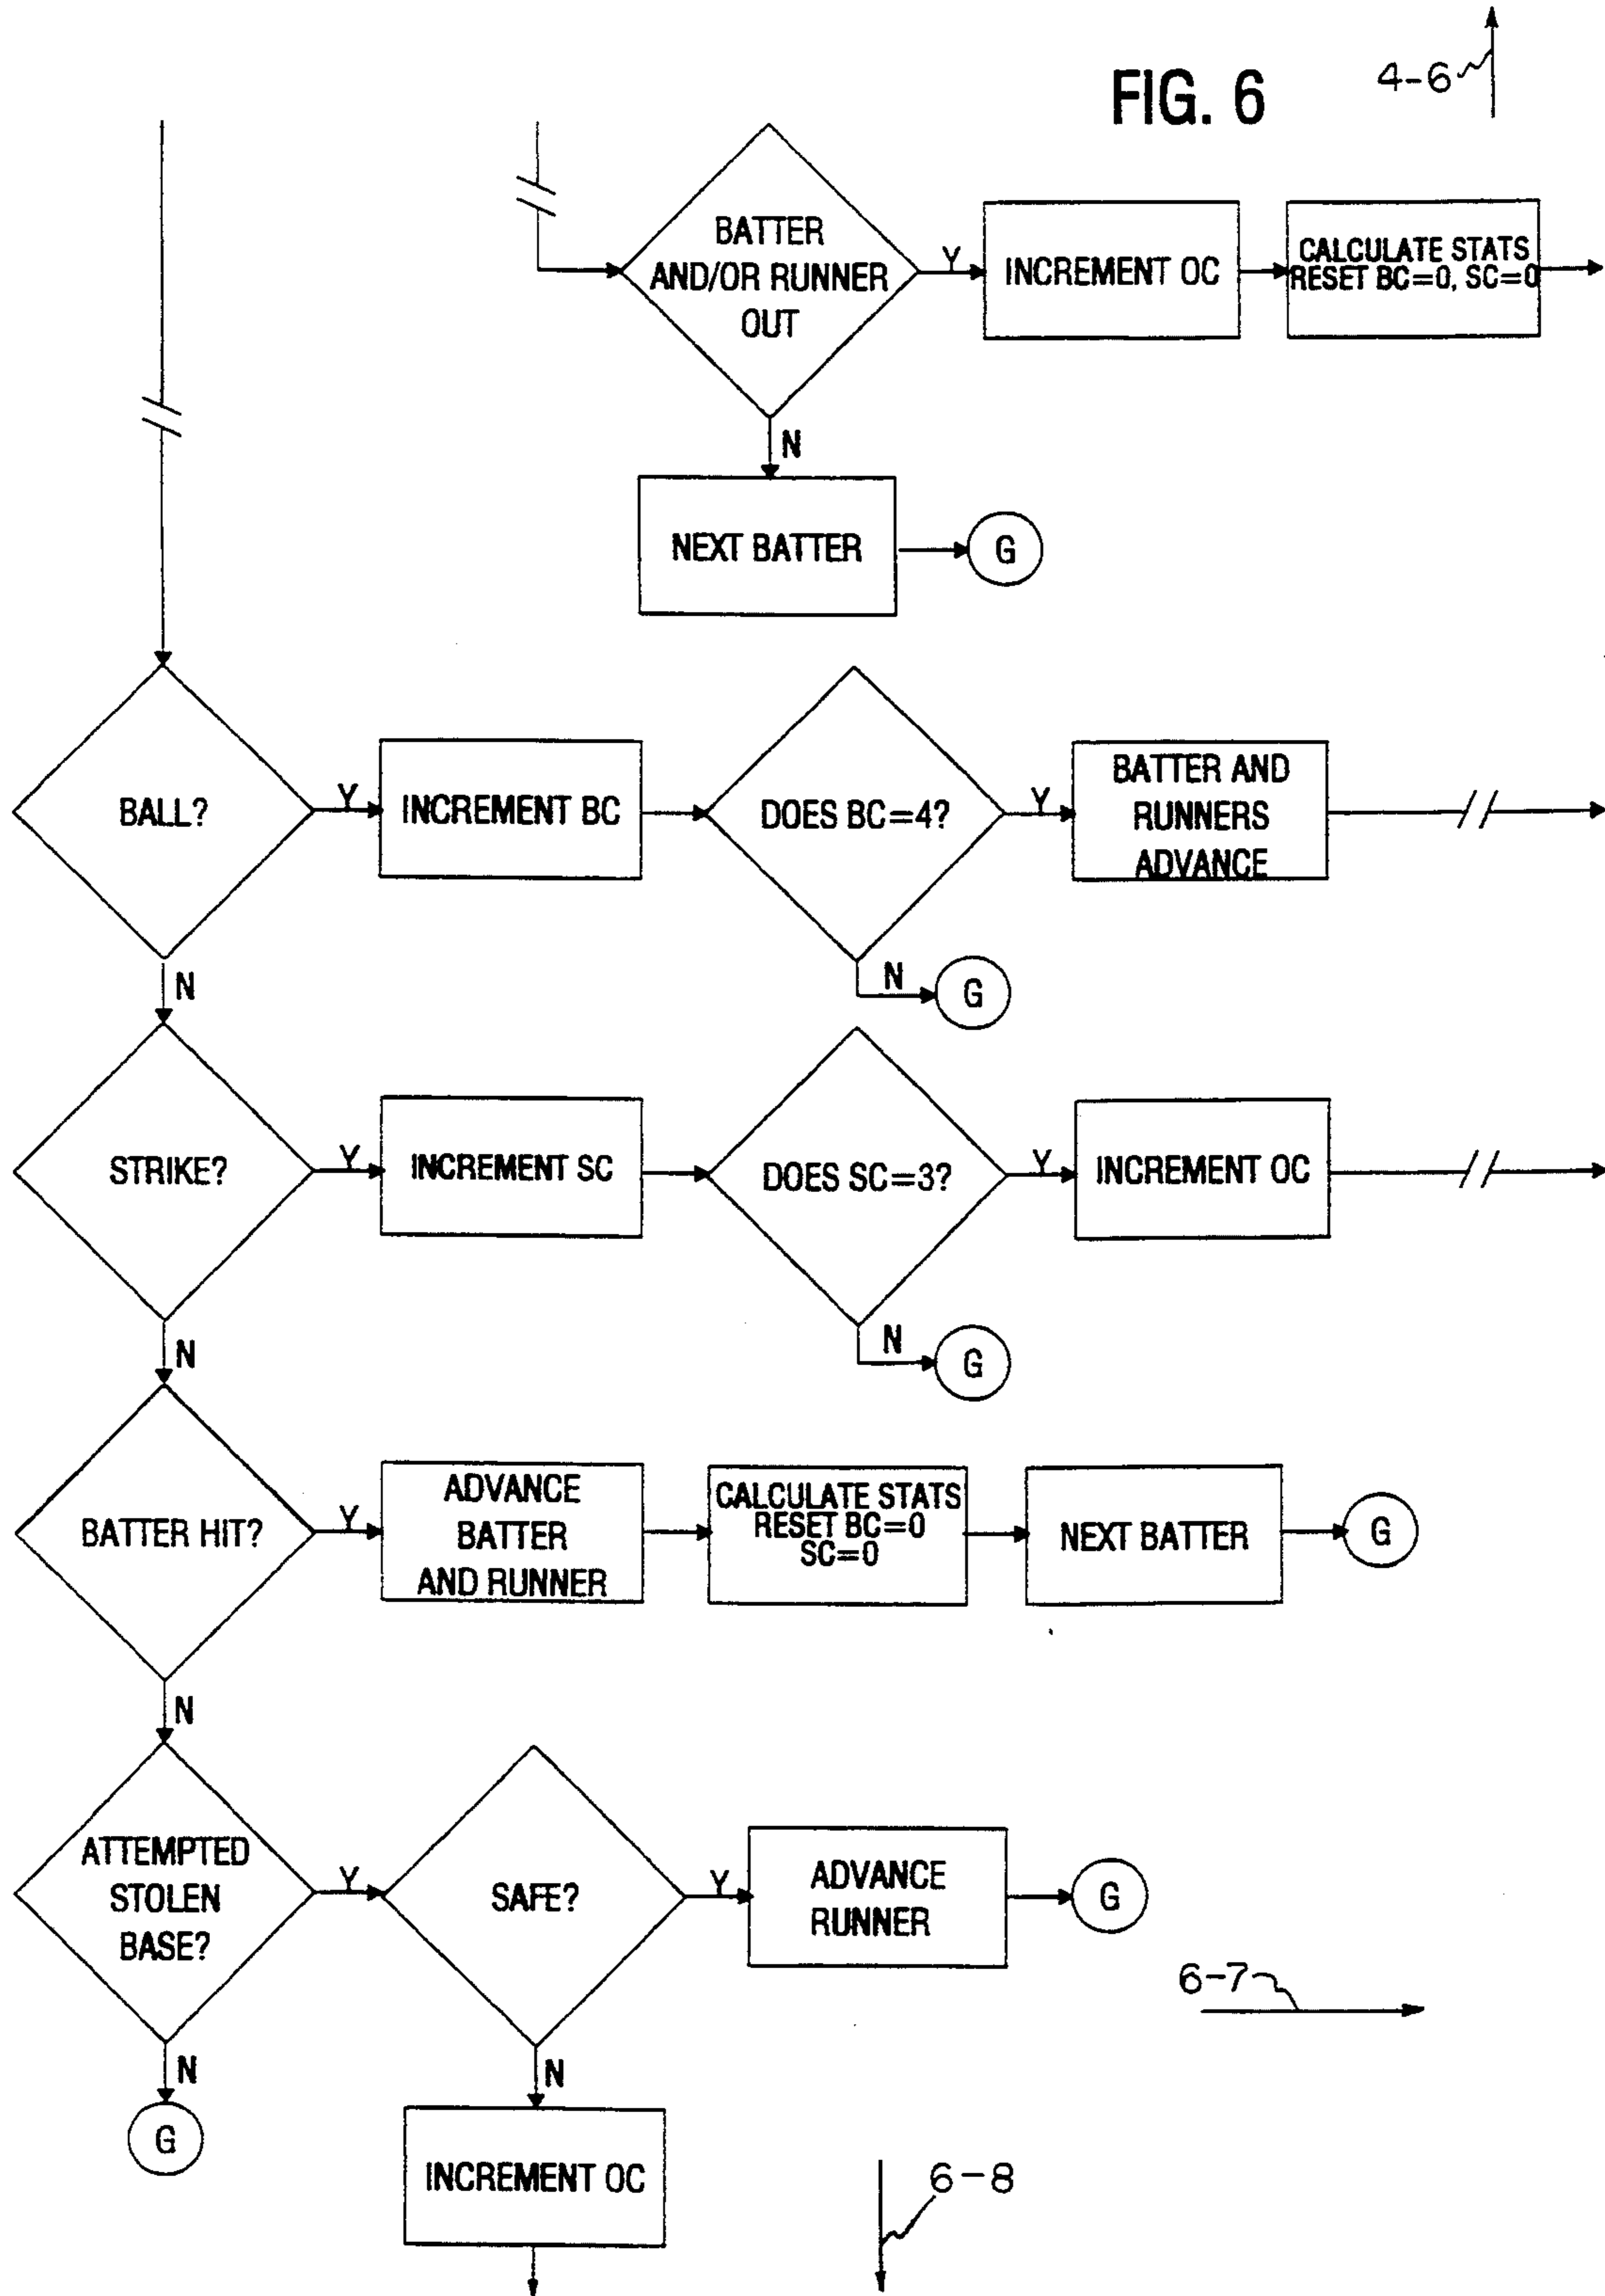 FIG. 6
4-6
BATTER
AND/OR RUNNER
OUT
Y
INCREMENT OC
CALCULATE STATS
RESET BC=0, SC=0
N
NEXT BATTER
G
BALL?
Y
INCREMENT BC
DOES BC=4?
Y
BATTER AND
RUNNERS
ADVANCE
N
G
N
STRIKE?
Y
INCREMENT SC
DOES SC=3?
Y
INCREMENT OC
N
G
N
BATTER HIT?
Y
ADVANCE
BATTER
AND RUNNER
CALCULATE STATS
RESET BC=0
SC=0
NEXT BATTER
G
N
ATTEMPTED
STOLEN
BASE?
Y
SAFE?
Y
ADVANCE
RUNNER
G
6-7
N
G
N
INCREMENT OC
6-8